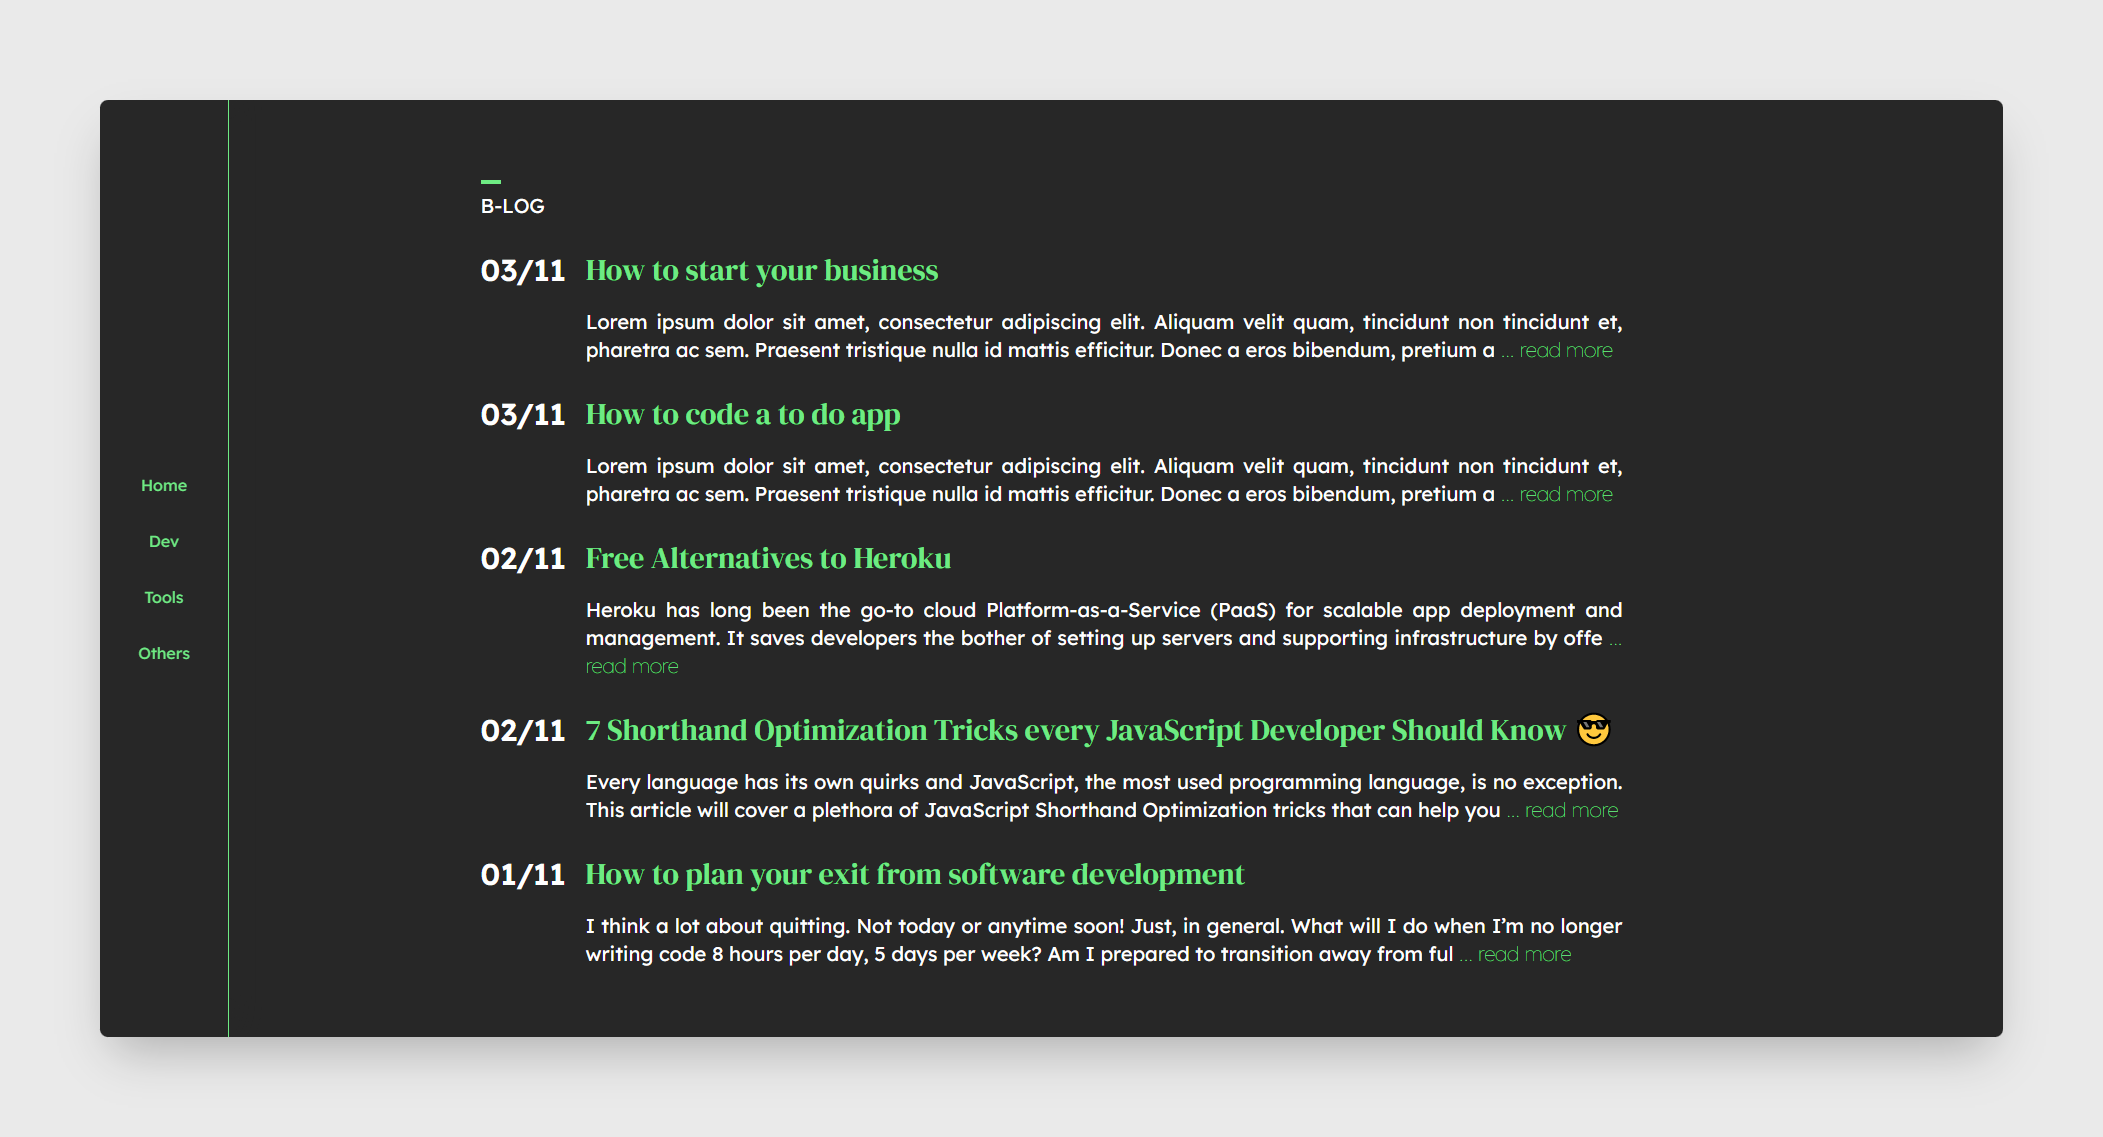 B-LOG
03/11 How to start your business
Lorem ipsum dolor sit amet, consectetur adipiscing elit. Aliquam velit quam, tincidunt non tincidunt et,
pharetra ac sem. Praesent tristique nulla id mattis efficitur. Donec a eros bibendum, pretium a ... read more
03/11 How to code a to do app
Lorem ipsum dolor sit amet, consectetur adipiscing elit. Aliquam velit quam, tincidunt non tincidunt et,
pharetra ac sem. Praesent tristique nulla id mattis efficitur. Donec a eros bibendum, pretium a ... read more
Home
Dev
Tools
Others
02/11 Free Alternatives to Heroku
Heroku has long been the go-to cloud Platform-as-a-Service (PaaS) for scalable app deployment and
management. It saves developers the bother of setting up servers and supporting infrastructure by offe ...
read more
02/11 7 Shorthand Optimization Tricks every JavaScript Developer Should Know 😎
Every language has its own quirks and JavaScript, the most used programming language, is no exception.
This article will cover a plethora of JavaScript Shorthand Optimization tricks that can help you ... read more
01/11 How to plan your exit from software development
I think a lot about quitting. Not today or anytime soon! Just, in general. What will I do when I’m no longer
writing code 8 hours per day, 5 days per week? Am I prepared to transition away from ful ... read more